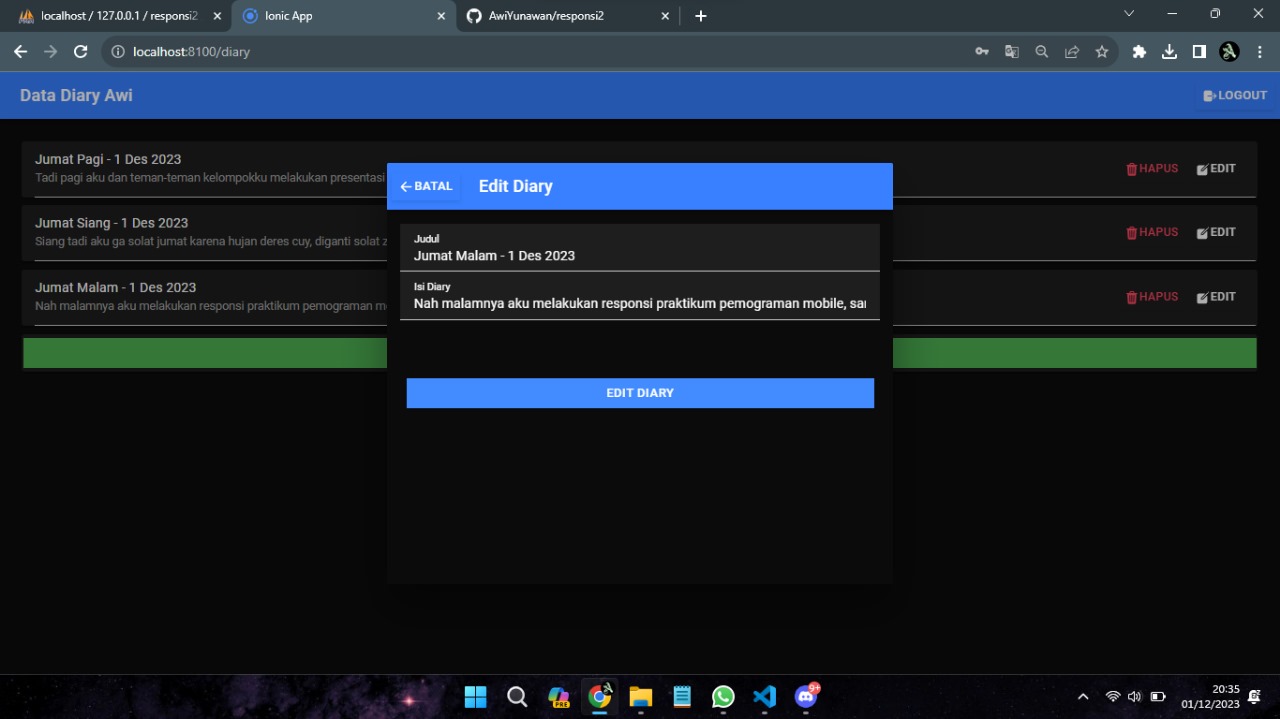 localhost / 127.0.0.1 / responsi2
Ionic App
AwiYunawan/responsi2
localhost:8100/diary
Data Diary Awi
LOGOUT
Jumat Pagi - 1 Des 2023
Tadi pagi aku dan teman-teman kelompokku melakukan presentasi
HAPUS
EDIT
Jumat Siang - 1 Des 2023
Siang tadi aku ga solat jumat karena hujan deres cuy, diganti solat
HAPUS
EDIT
Jumat Malam - 1 Des 2023
Nah malamnya aku melakukan responsi praktikum pemograman
HAPUS
EDIT
BATAL
Edit Diary
Judul
Jumat Malam - 1 Des 2023
Isi Diary
Nah malamnya aku melakukan responsi praktikum pemograman mobile, sa
EDIT DIARY
PRE
9+
20:35
01/12/2023